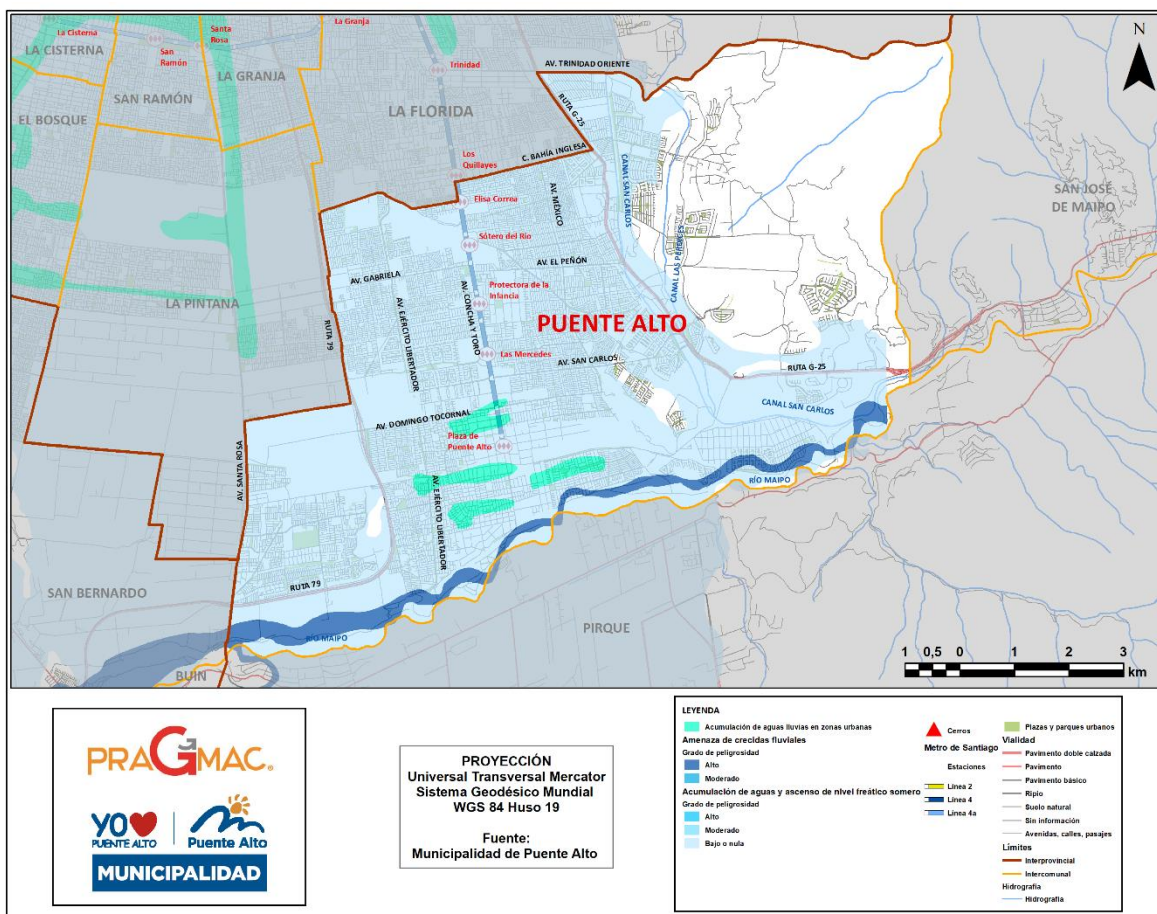 La Cisterna
LA CISTERNA
San
Ramón
Santa
Rosa
La Granja
LA GRANJA
SAN RAMÓN
EL BOSQUE
Trinidad
AV. TRINIDAD ORIENTE
LA FLORIDA
RUTA G-25
C. BAHÍA INGLESA
Los
Quillayes
Elisa Correa
AV. MÉXICO
CANAL SAN CARLOS
CANAL LAS PERDICES
SAN JOSÉ
DE MAIPO
N
Sótero del Río
AV. EL PEÑÓN
AV. GABRIELA
Protectora de la
Infancia
AV. CONCHA Y TORO
AV. EJÉRCITO LIBERTADOR
LA PINTANA
RUTA 79
PUENTE ALTO
Las Mercedes
AV. SAN CARLOS
RUTA G-25
CANAL SAN CARLOS
AV. DOMINGO TOCORNAL
Plaza de
Puente Alto
AV. SANTA ROSA
AV. EJÉRCITO LIBERTADOR
RÍO MAIPO
RUTA 79
SAN BERNARDO
RÍO MAIPO
PIRQUE
BUIN
1 0,5 0 1 2 3
km
PRAGMAC®
YO
PUENTE ALTO
Puente Alto
MUNICIPALIDAD
PROYECCIÓN
Universal Transversal Mercator
Sistema Geodésico Mundial
WGS 84 Huso 19
Fuente:
Municipalidad de Puente Alto
LEYENDA
Acumulación de aguas lluvias en zonas urbanas
Amenaza de crecidas fluviales
Grado de peligrosidad
Alto
Moderado
Acumulación de aguas y ascenso de nivel freático somero
Grado de peligrosidad
Alto
Moderado
Bajo o nula
Cerros
Metro de Santiago
Estaciones
Línea 2
Línea 4
Línea 4a
Plazas y parques urbanos
Vialidad
Pavimento doble calzada
Pavimento
Pavimento básico
Ripio
Suelo natural
Sin información
Avenidas, calles, pasajes
Límites
Interprovincial
Intercomunal
Hidrografía
Hidrografía